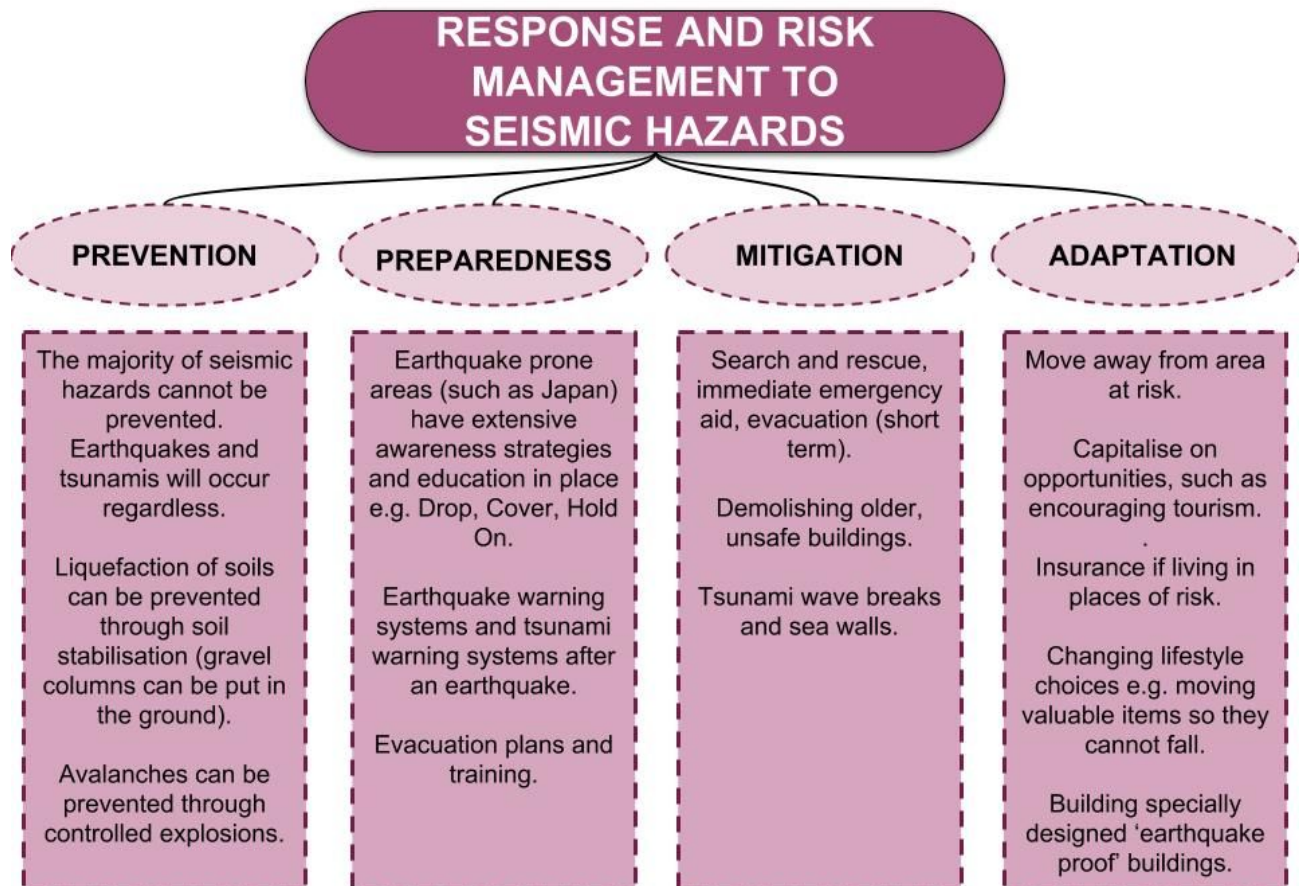 RESPONSE AND RISK
MANAGEMENT TO
SEISMIC HAZARDS
PREVENTION
The majority of seismic
hazards cannot be
prevented.
Earthquakes and
tsunamis will occur
regardless.
Liquefaction of soils
can be prevented
through soil
stabilisation (gravel
columns can be put in
the ground).
Avalanches can be
prevented through
controlled explosions.
PREPAREDNESS
Earthquake prone
areas (such as Japan)
have extensive
awareness strategies
and education in place
e.g. Drop, Cover, Hold
On.
Earthquake warning
systems and tsunami
warning systems after
an earthquake.
Evacuation plans and
training.
MITIGATION
Search and rescue,
immediate emergency
aid, evacuation (short
term).
Demolishing older,
unsafe buildings.
Tsunami wave breaks
and sea walls.
ADAPTATION
Move away from area
at risk.
Capitalise on
opportunities, such as
encouraging tourism.
.
Insurance if living in
places of risk.
Changing lifestyle
choices e.g. moving
valuable items so they
cannot fall.
Building specially
designed ‘earthquake
proof’ buildings.